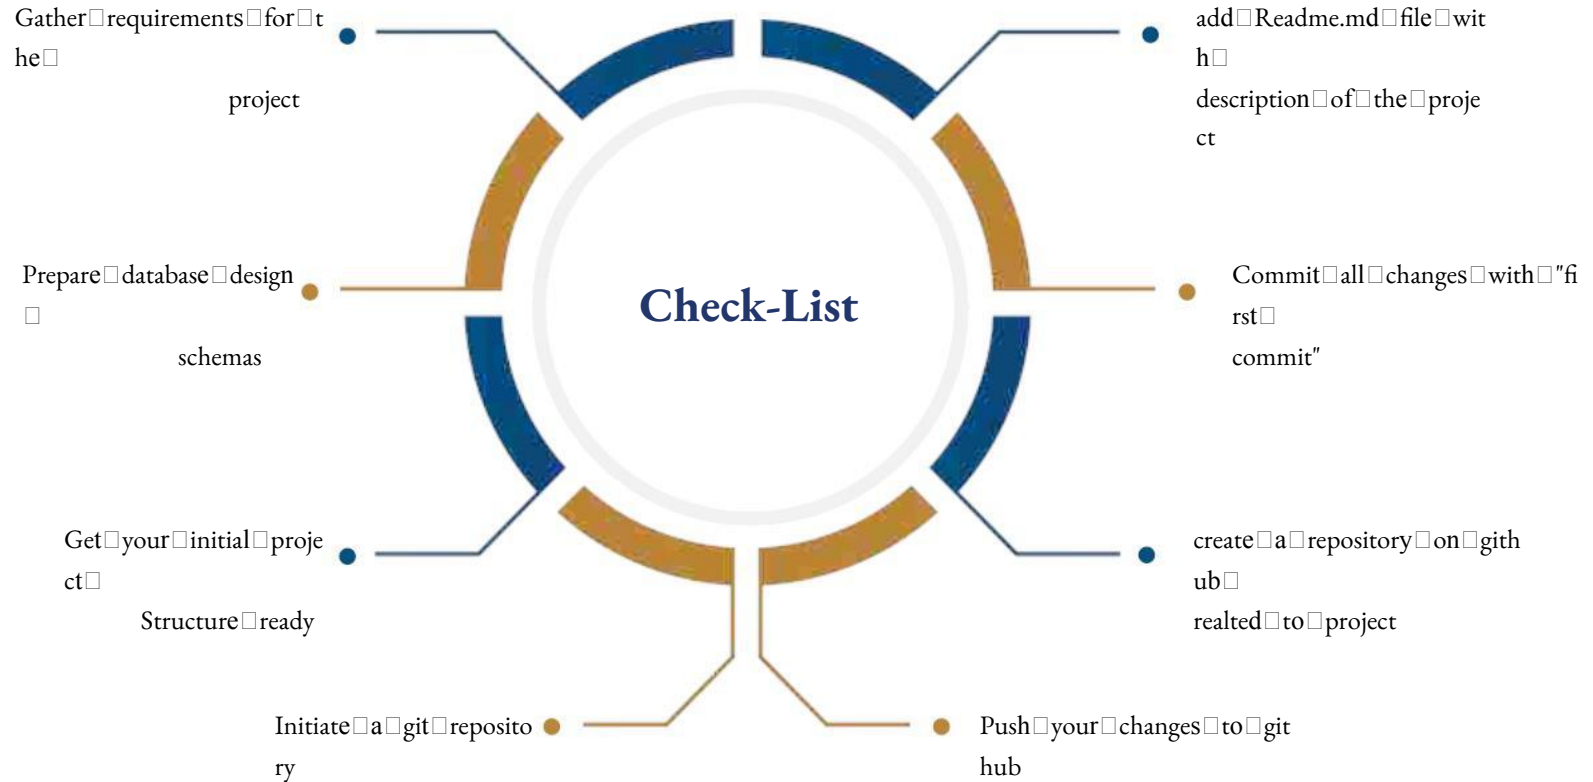 Gather□requirements□for□t
he□
project
Prepare□database□design
□
schemas
Get□your□initial□proje
ct□
Structure□ready
Initiate□a□git□reposito
ry
Check-List
add□Readme.md□file□wit
h□
description□of□the□proje
ct
Commit□all□changes□with□"fi
rst□
commit"
create□a□repository□on□gith
ub□
realted□to□project
Push□your□changes□to□git
hub